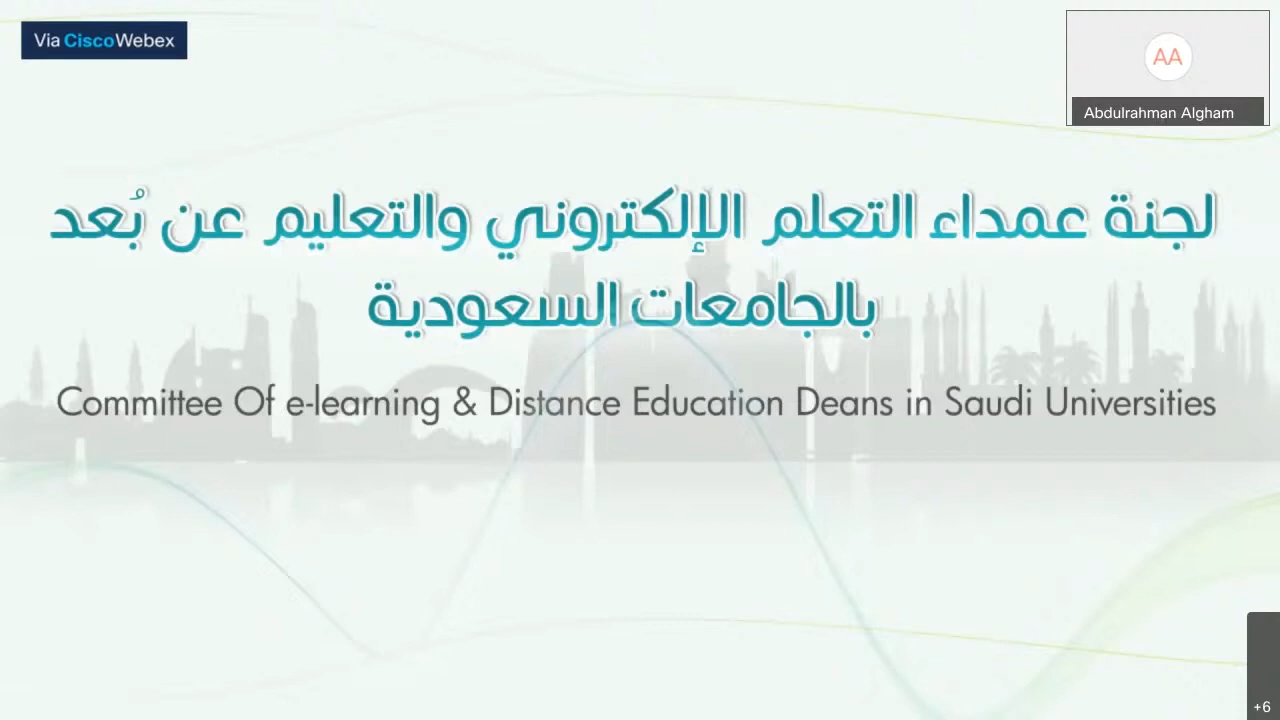 Via CiscoWebex
AA
Abdulrahman Algham
لجنة عمداء التعلم الإلكتروني والتعليم عن بُعد
بالجامعات السعودية
Committee Of e-learning & Distance Education Deans in Saudi Universities
+6